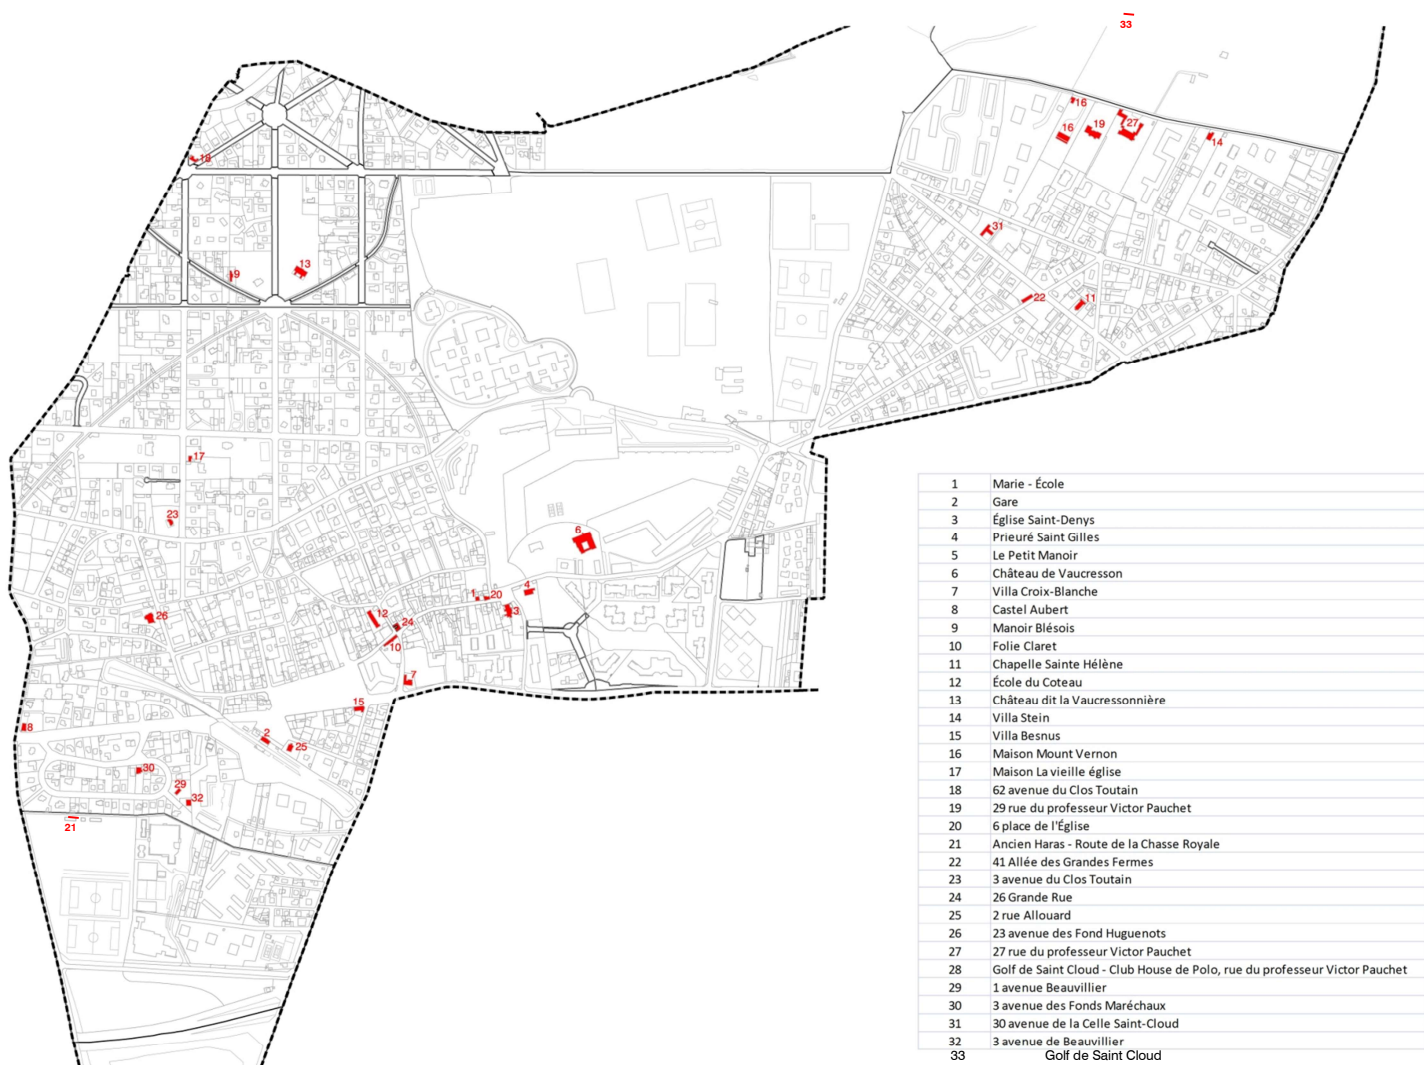 33
16
16
19
27
14
18
31
9
13
22
11
17
23
6
1
20
4
3
26
12
24
10
7
15
8
2
25
30
29
32
21
1 Marie - École
2 Gare
3 Église Saint-Denys
4 Prieuré Saint Gilles
5 Le Petit Manoir
6 Château de Vaucresson
7 Villa Croix-Blanche
8 Castel Aubert
9 Manoir Blésois
10 Folie Claret
11 Chapelle Sainte Hélène
12 École du Coteau
13 Château dit la Vaucressonnière
14 Villa Stein
15 Villa Besnus
16 Maison Mount Vernon
17 Maison La vieille église
18 62 avenue du Clos Toutain
19 29 rue du professeur Victor Pauchet
20 6 place de l'Église
21 Ancien Haras - Route de la Chasse Royale
22 41 Allée des Grandes Fermes
23 3 avenue du Clos Toutain
24 26 Grande Rue
25 2 rue Allouard
26 23 avenue des Fond Huguenots
27 27 rue du professeur Victor Pauchet
28 Golf de Saint Cloud - Club House de Polo, rue du professeur Victor Pauchet
29 1 avenue Beauvillier
30 3 avenue des Fonds Maréchaux
31 30 avenue de la Celle Saint-Cloud
32 3 avenue de Beauvillier
33 Golf de Saint Cloud